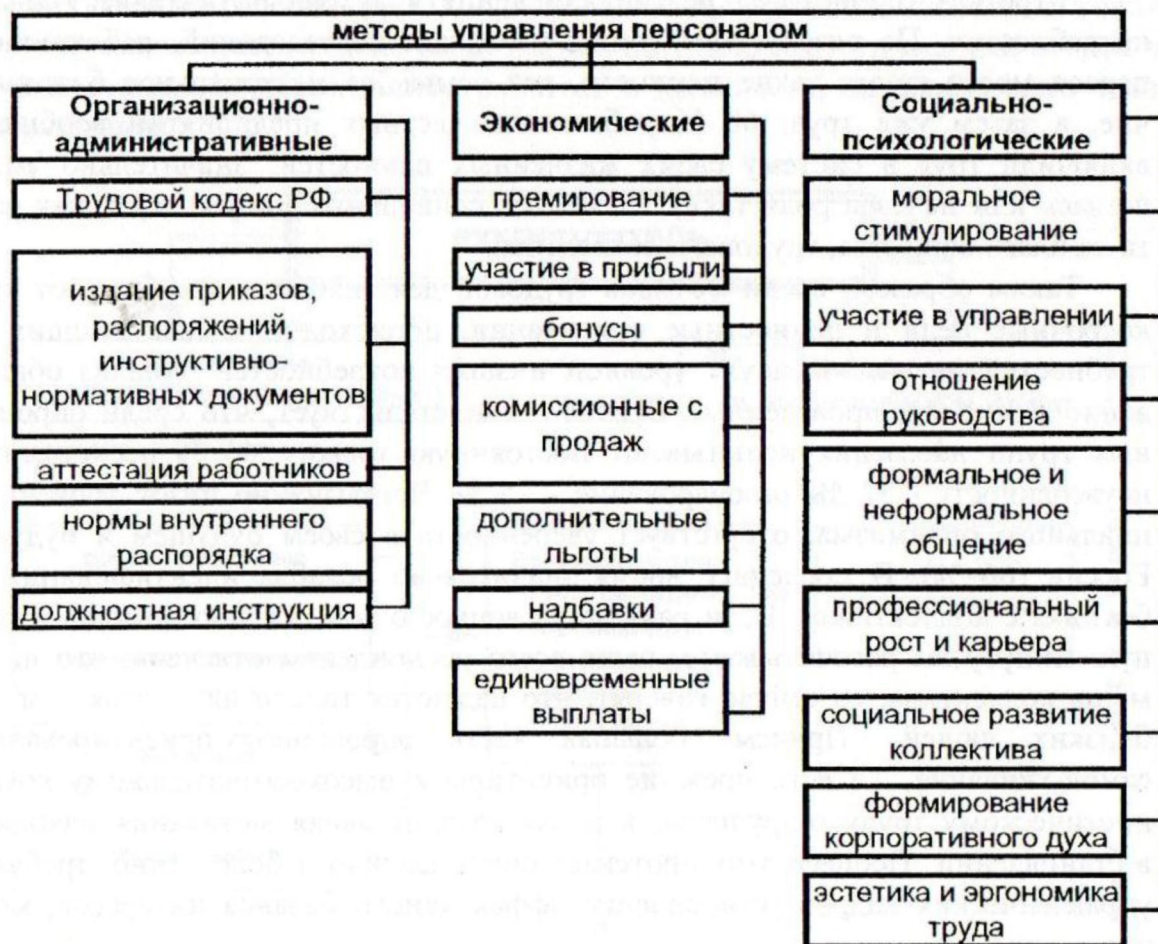 методы управления персоналом
Организационно-
административные
Трудовой кодекс РФ
издание приказов,
распоряжений,
инструктивно-
нормативных документов
аттестация работников
нормы внутреннего
распорядка
должностная инструкция
Экономические
премирование
участие в прибыли
бонусы
комиссионные с
продаж
дополнительные
льготы
надбавки
единовременные
выплаты
Социально-
психологические
моральное
стимулирование
участие в управлении
отношение
руководства
формальное и
неформальное
общение
профессиональный
рост и карьера
социальное развитие
коллектива
формирование
корпоративного духа
эстетика и эргономика
труда